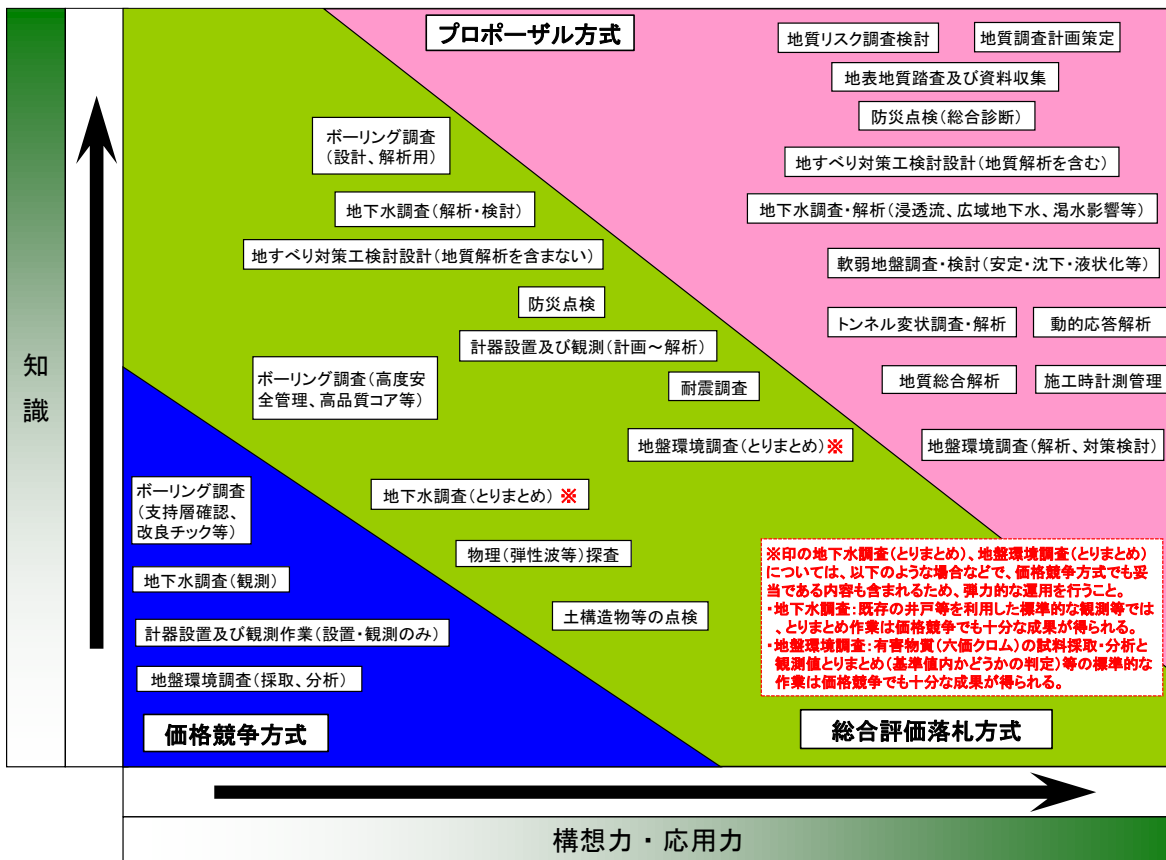 プロポーザル方式
地質リスク調査検討
地質調査計画策定
地表地質踏査及び資料収集
防災点検(総合診断)
ボーリング調査
(設計、解析用)
地すべり対策工検討設計(地質解析を含む)
地下水調査(解析・検討)
地下水調査・解析(浸透流、広域地下水、渇水影響等)
地すべり対策工検討設計(地質解析を含まない)
軟弱地盤調査・検討(安定・沈下・液状化等)
防災点検
トンネル変状調査・解析
動的応答解析
計器設置及び観測(計画～解析)
ボーリング調査(高度安
全管理、高品質コア等)
耐震調査
地質総合解析
施工時計測管理
知
識
地盤環境調査(とりまとめ)※
地盤環境調査(解析、対策検討)
ボーリング調査
(支持層確認、
改良チック等)
地下水調査(とりまとめ)※
物理(弾性波等)探査
地下水調査(観測)
土構造物等の点検
計器設置及び観測作業(設置・観測のみ)
地盤環境調査(採取、分析)
※印の地下水調査(とりまとめ)、地盤環境調査(とりまとめ)
については、以下のような場合などで、価格競争方式でも妥
当である内容も含まれるため、弾力的な運用を行うこと。
・地下水調査:既存の井戸等を利用した標準的な観測等では
、とりまとめ作業は価格競争でも十分な成果が得られる。
・地盤環境調査:有害物質(六価クロム)の試料採取・分析と
観測値とりまとめ(基準値内かどうかの判定)等の標準的な
作業は価格競争でも十分な成果が得られる。
価格競争方式
総合評価落札方式
構想力・応用力